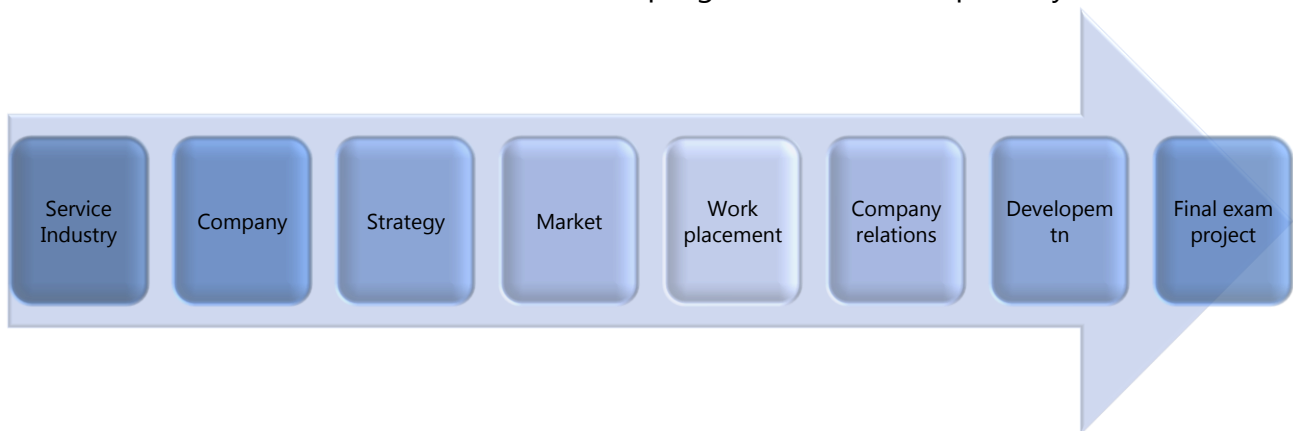 Service
Industry
Company
Strategy
Market
Work
placement
Company
relations
Developem
tn
Final exam
project